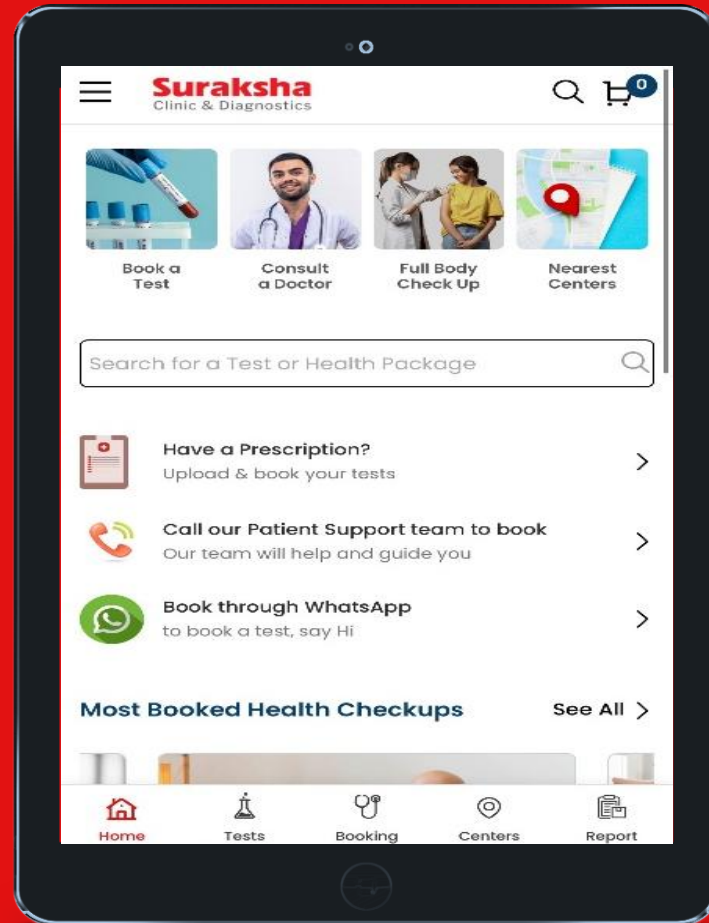 Suraksha
Clinic & Diagnostics
0
Book a
Test
Consult
a Doctor
Full Body
Check Up
Nearest
Centers
Search for a Test or Health Package
Have a Prescription?
Upload & book your tests
Call our Patient Support team to book
Our team will help and guide you
Book through WhatsApp
to book a test, say Hi
Most Booked Health Checkups
See All
Home
Tests
Booking
Centers
Report